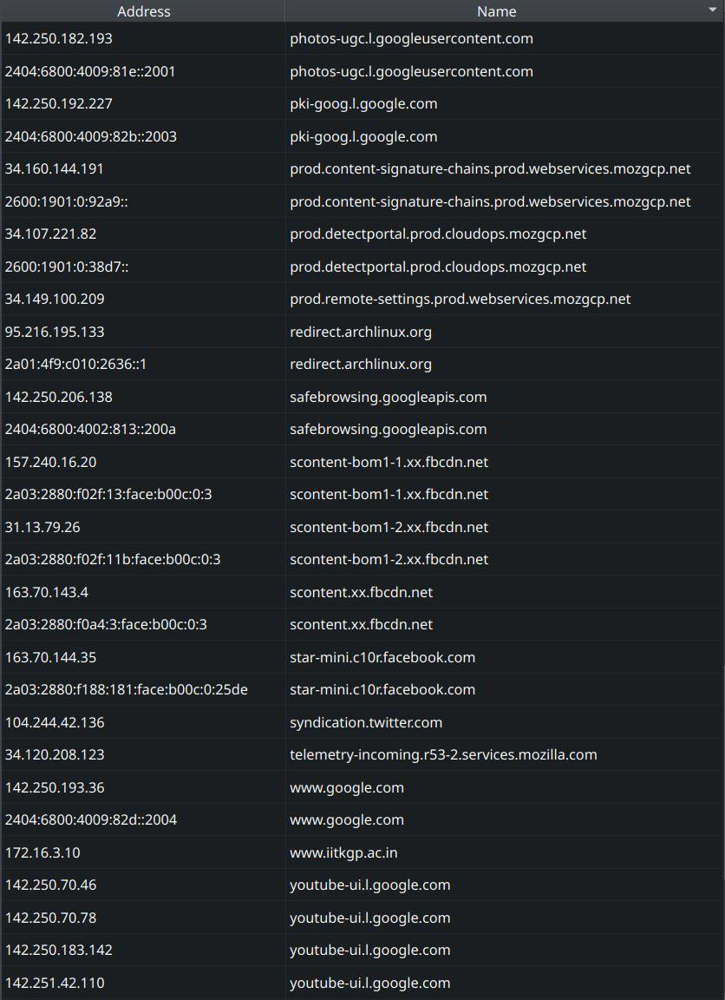 Address Name
142.250.182.193 photos-ugc.l.googleusercontent.com
2404:6800:4009:81e::2001 photos-ugc.l.googleusercontent.com
142.250.192.227 pki-goog.l.google.com
2404:6800:4009:82b::2003 pki-goog.l.google.com
34.160.144.191 prod.content-signature-chains.prod.webservices.mozgcp.net
2600:1901:0:92a9:: prod.content-signature-chains.prod.webservices.mozgcp.net
34.107.221.82 prod.detectportal.prod.cloudops.mozgcp.net
2600:1901:0:38d7:: prod.detectportal.prod.cloudops.mozgcp.net
34.149.100.209 prod.remote-settings.prod.webservices.mozgcp.net
95.216.195.133 redirect.archlinux.org
2a01:4f9:c010:2636::1 redirect.archlinux.org
142.250.206.138 safebrowsing.googleapis.com
2404:6800:4002:813::200a safebrowsing.googleapis.com
157.240.16.20 scontent-bom1-1.xx.fbcdn.net
2a03:2880:f02f:13:face:b00c:0:3 scontent-bom1-1.xx.fbcdn.net
31.13.79.26 scontent-bom1-2.xx.fbcdn.net
2a03:2880:f02f:11b:face:b00c:0:3 scontent-bom1-2.xx.fbcdn.net
163.70.143.4 scontent.xx.fbcdn.net
2a03:2880:f0a4:3:face:b00c:0:3 scontent.xx.fbcdn.net
163.70.144.35 star-mini.c10r.facebook.com
2a03:2880:f188:181:face:b00c:0:25de star-mini.c10r.facebook.com
104.244.42.136 syndication.twitter.com
34.120.208.123 telemetry-incoming.r53-2.services.mozilla.com
142.250.193.36 www.google.com
2404:6800:4009:82d::2004 www.google.com
172.16.3.10 www.iitkgp.ac.in
142.250.70.46 youtube-ui.l.google.com
142.250.70.78 youtube-ui.l.google.com
142.250.183.142 youtube-ui.l.google.com
142.251.42.110 youtube-ui.l.google.com